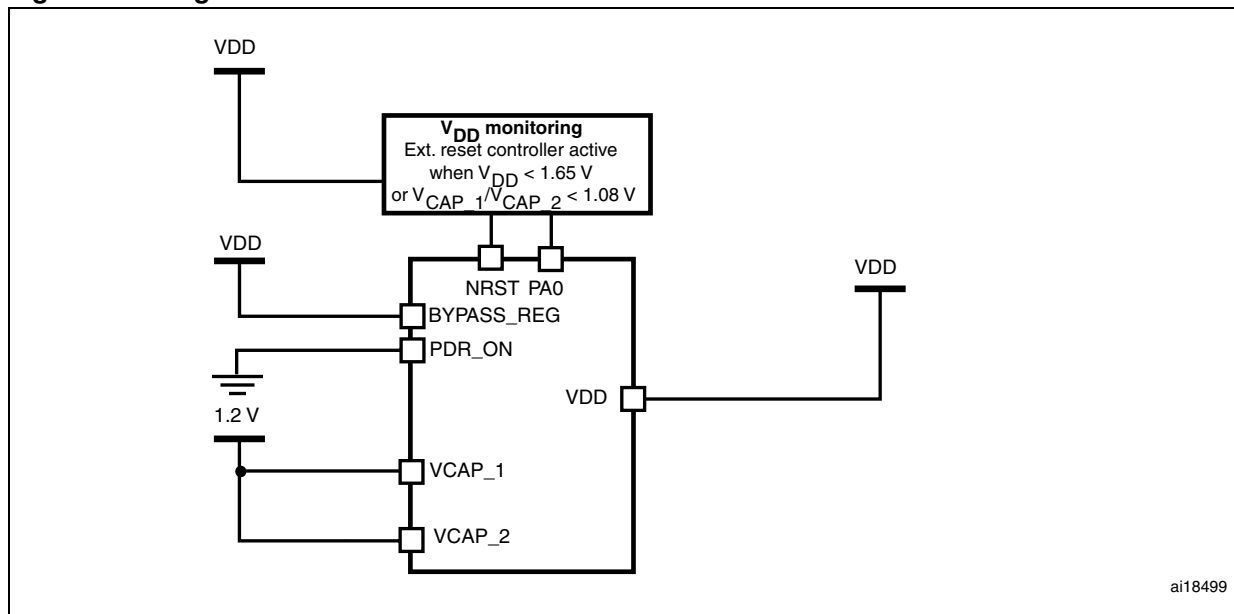 VDD
VDD monitoring
Ext. reset controller active
when VDD < 1.65 V
or VCAP_1/VCAP_2 < 1.08 V
VDD
VDD
NRST PA0
BYPASS_REG
PDR_ON
VDD
1.2 V
VCAP_1
VCAP_2
ai18499